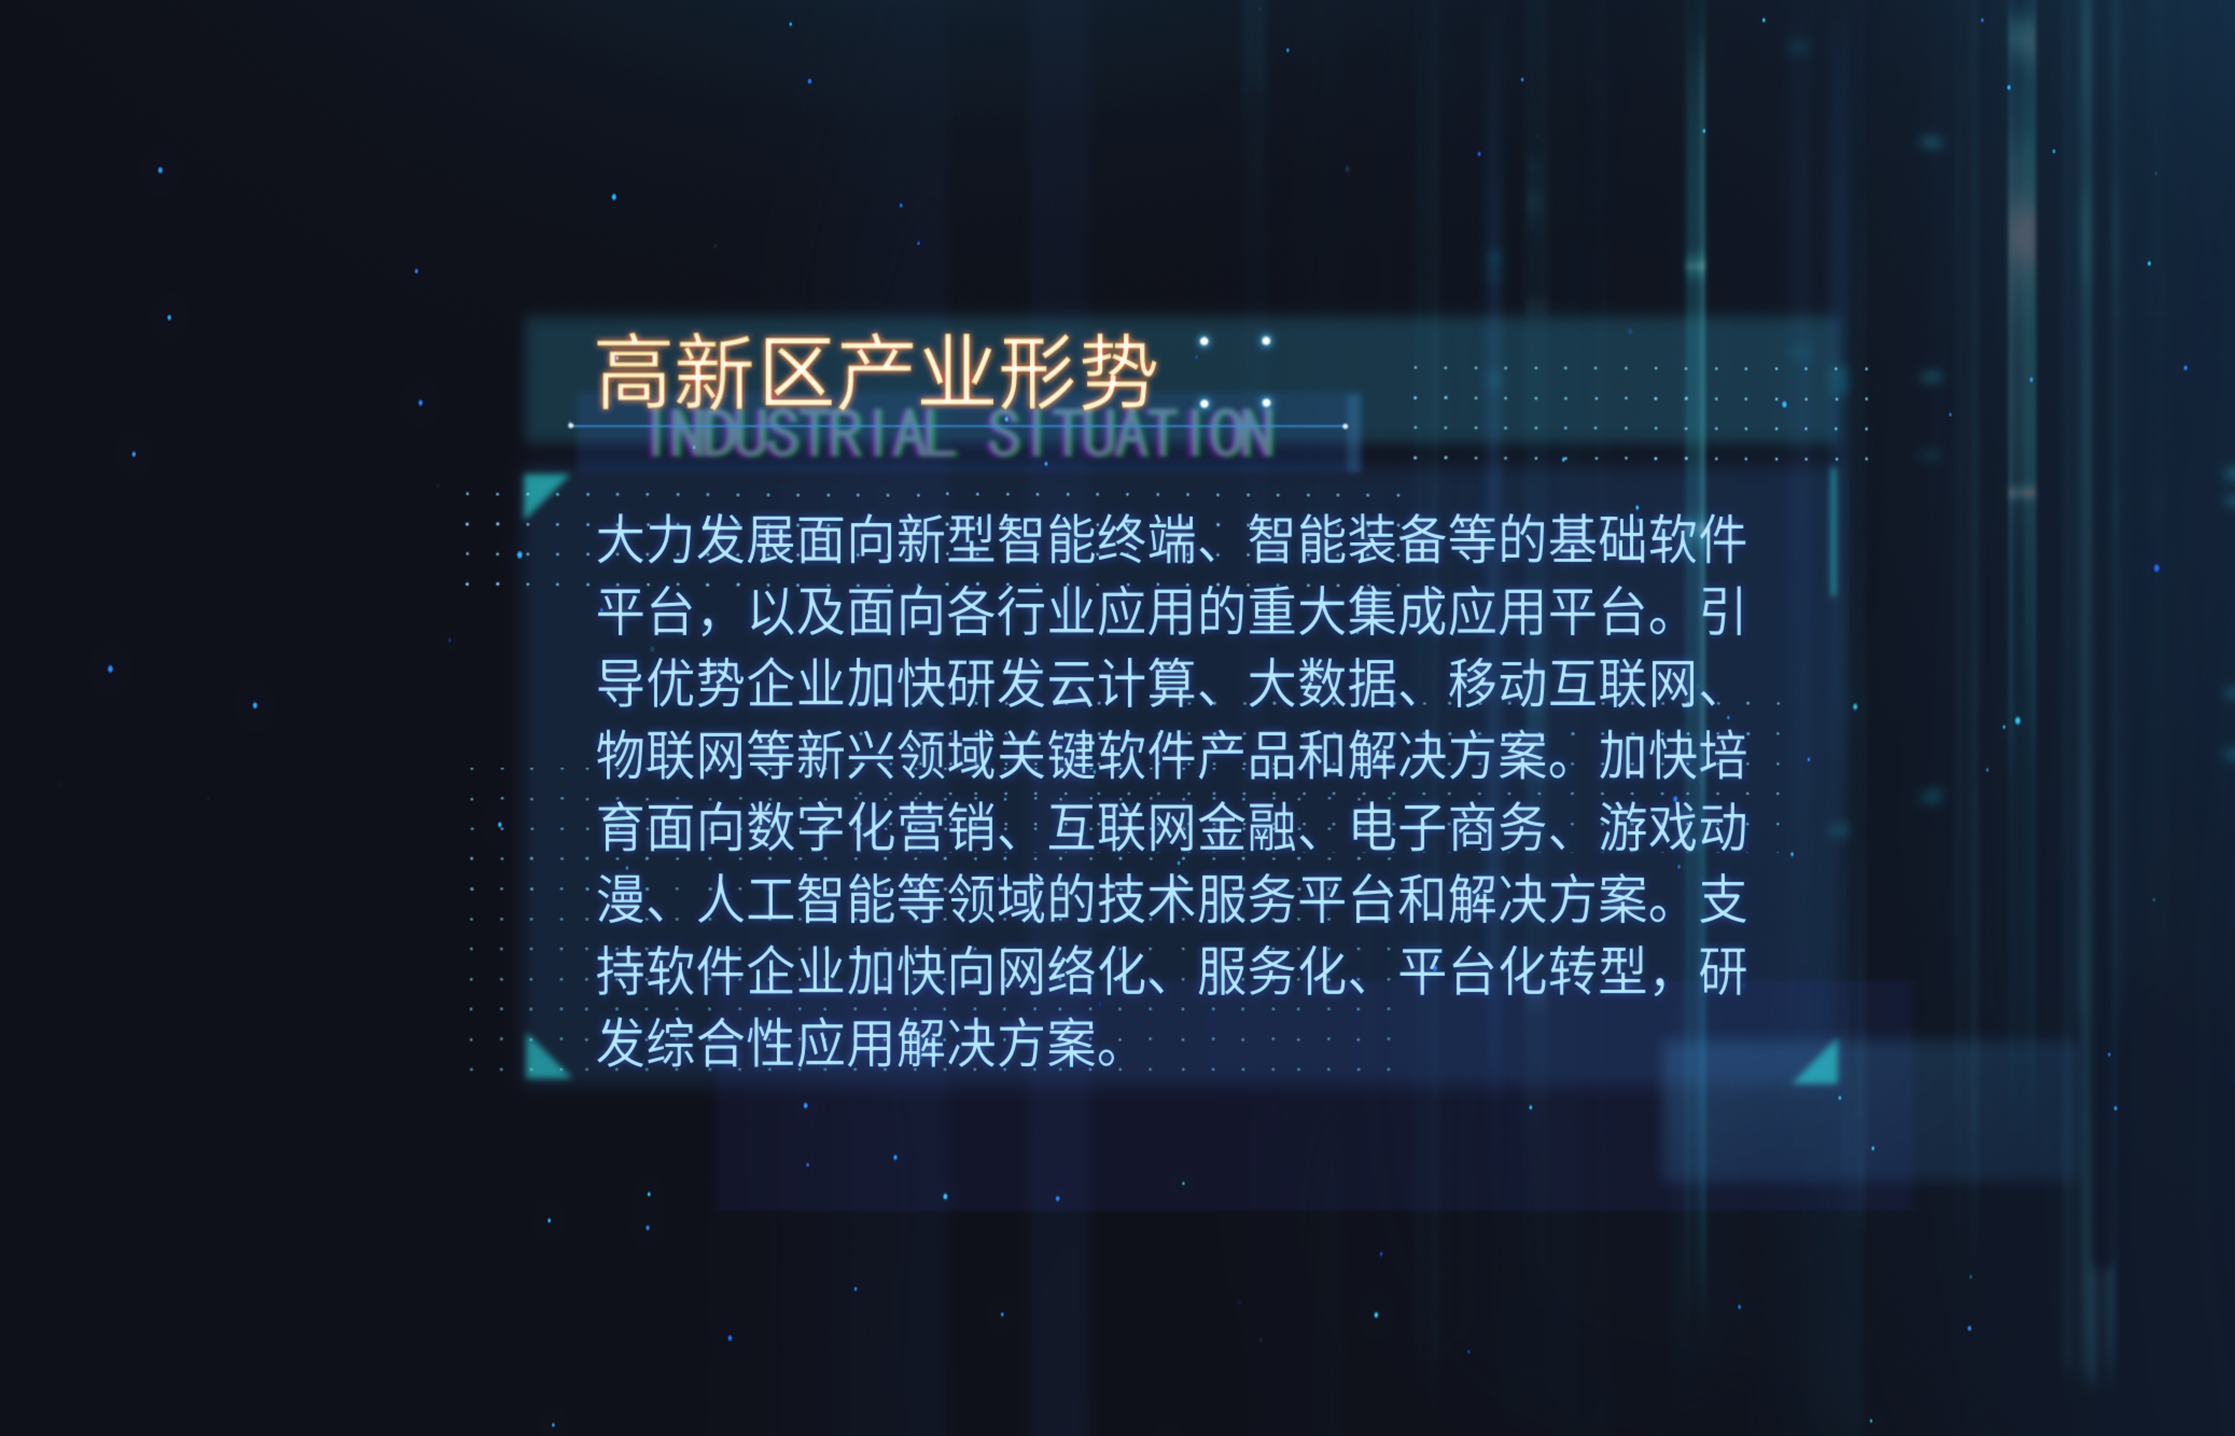 高新区产业形势
INDUSTRIAL SITUATION
大力发展面向新型智能终端、智能装备等的基础软件
平台，以及面向各行业应用的重大集成应用平台。引
导优势企业加快研发云计算、大数据、移动互联网、
物联网等新兴领域关键软件产品和解决方案。加快培
育面向数字化营销、互联网金融、电子商务、游戏动
漫、人工智能等领域的技术服务平台和解决方案。支
持软件企业加快向网络化、服务化、平台化转型，研
发综合性应用解决方案。